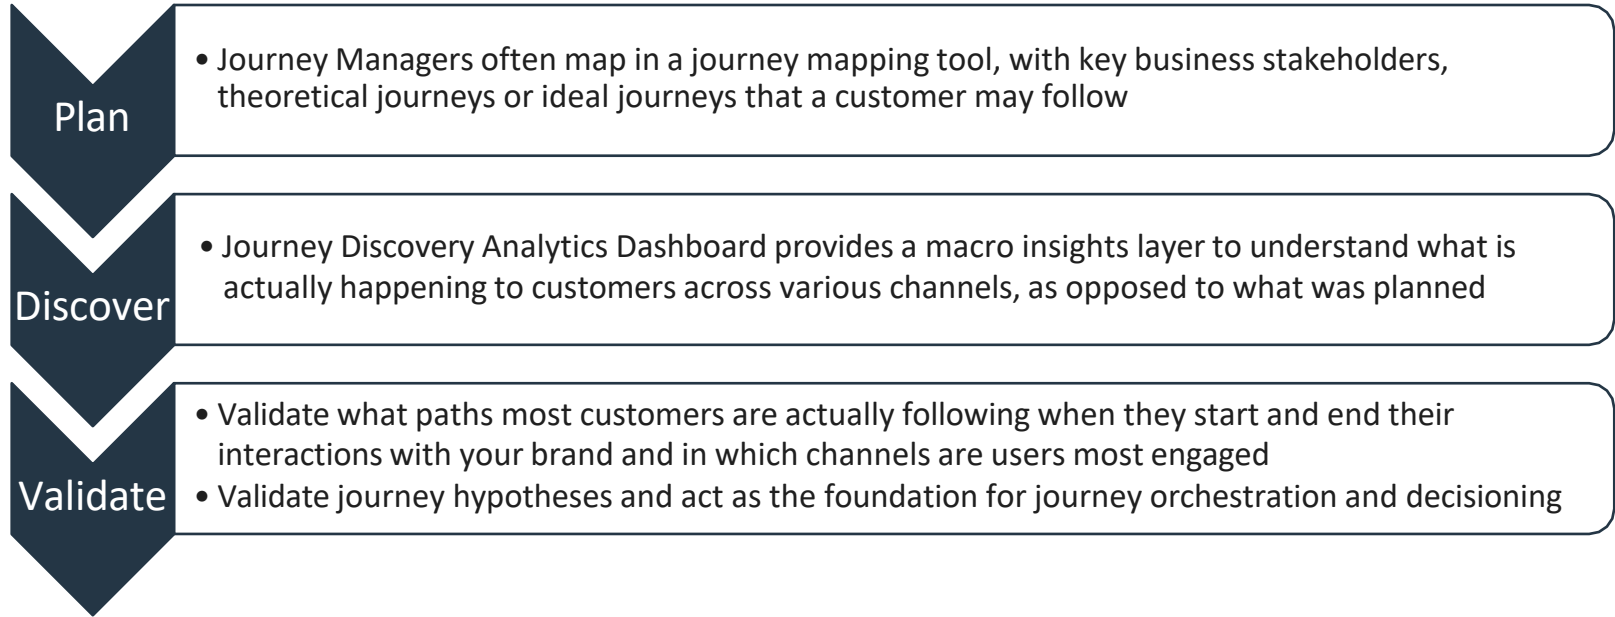 Plan
• Journey Managers often map in a journey mapping tool, with key business stakeholders,
theoretical journeys or ideal journeys that a customer may follow
Discover
• Journey Discovery Analytics Dashboard provides a macro insights layer to understand what is
actually happening to customers across various channels, as opposed to what was planned
Validate
• Validate what paths most customers are actually following when they start and end their
interactions with your brand and in which channels are users most engaged
• Validate journey hypotheses and act as the foundation for journey orchestration and decisioning